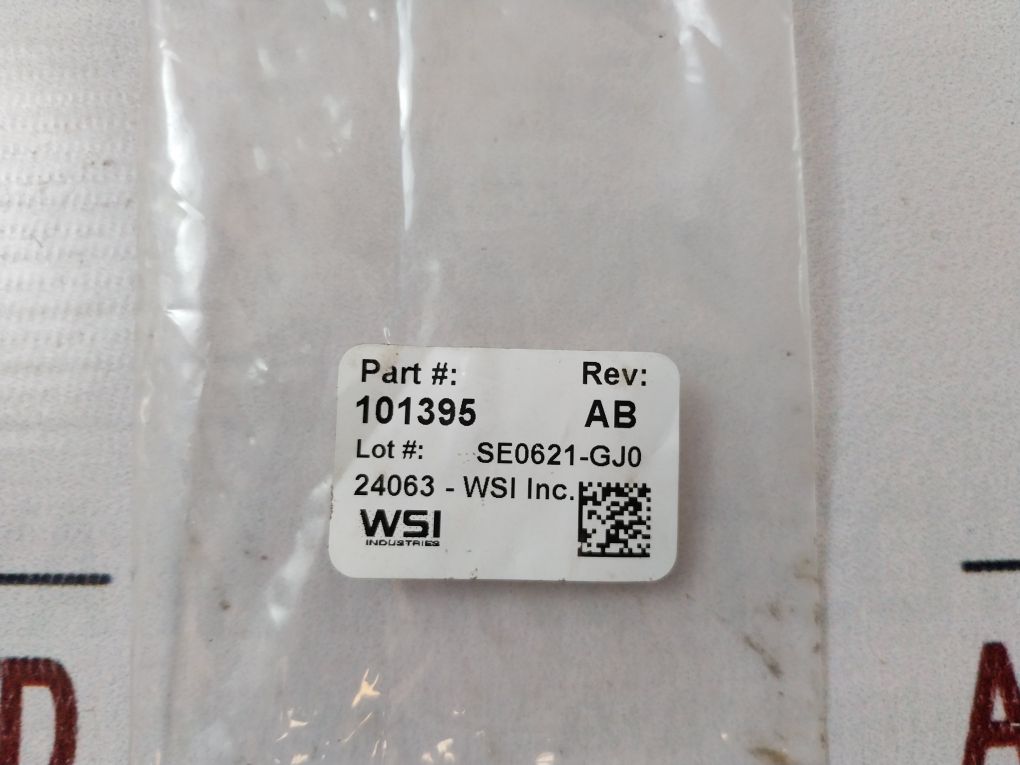 Part #: Rev:
101395 AB
Lot #: SE0621-GJ0
24063 - WSI Inc.
WSI
INDUSTRIES
D
A